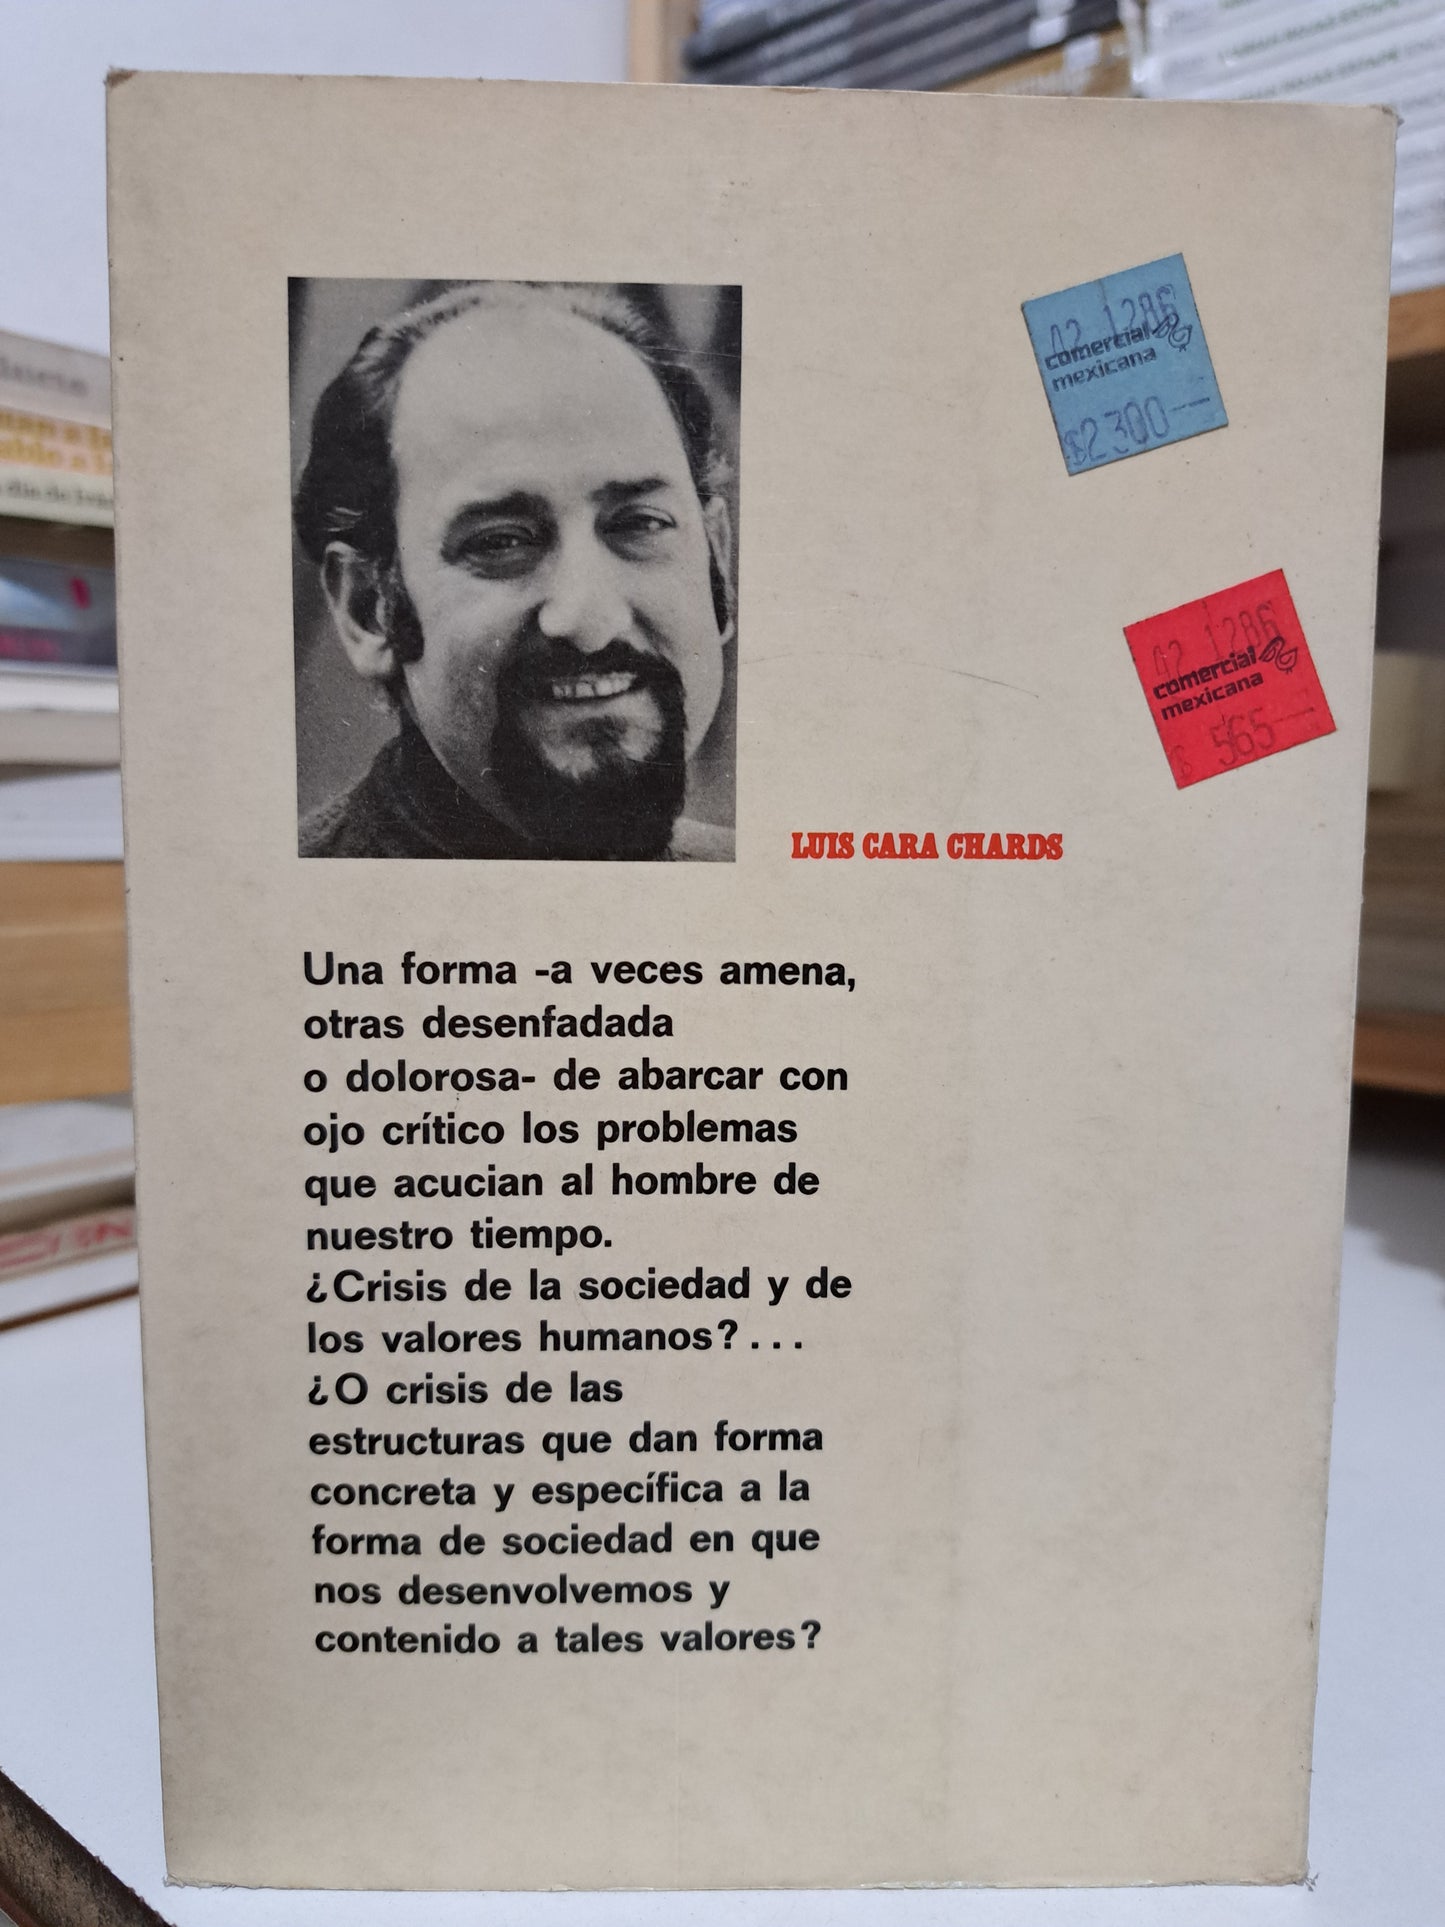 42 1286
comercial
mexicana
$2300—
42 1286
comercial
mexicana
$ 565—
LUIS CARA CHARDS
Una forma -a veces amena,
otras desenfadada
o dolorosa- de abarcar con
ojo crítico los problemas
que acucian al hombre de
nuestro tiempo.
¿Crisis de la sociedad y de
los valores humanos?...
¿O crisis de las
estructuras que dan forma
concreta y específica a la
forma de sociedad en que
nos desenvolvemos y
contenido a tales valores?